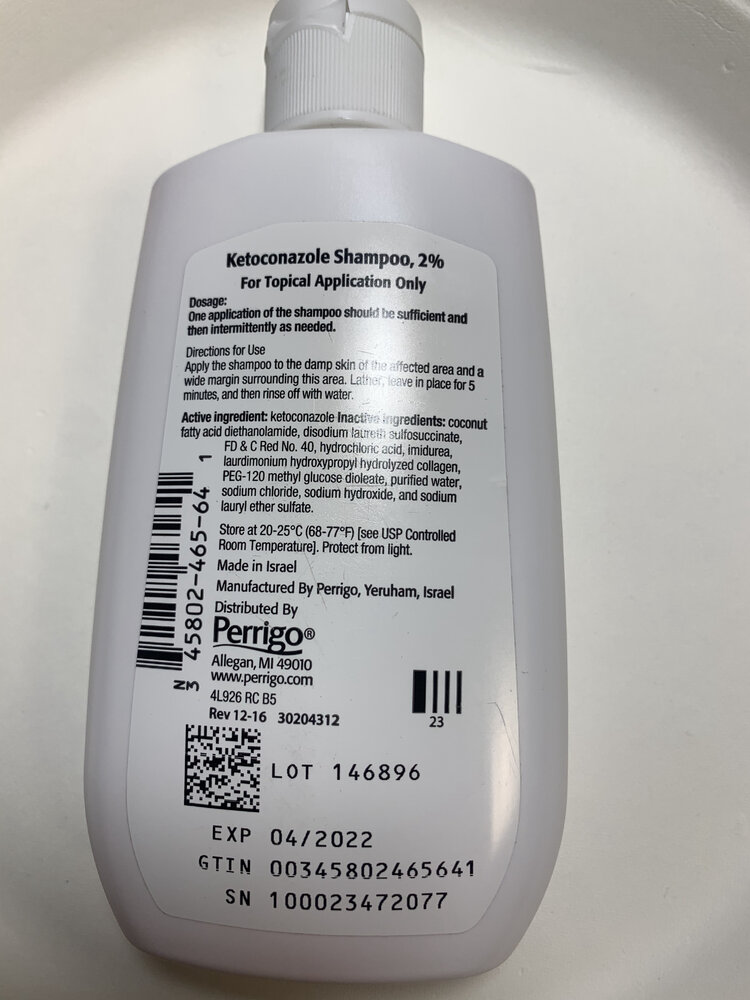 Ketoconazole Shampoo, 2%
For Topical Application Only
Dosage:
One application of the shampoo should be sufficient and
then intermittently as needed.
Directions for Use
Apply the shampoo to the damp skin of the affected area and a
wide margin surrounding this area. Lather, leave in place for 5
minutes, and then rinse off with water.
Active ingredient: ketoconazole Inactive ingredients: coconut
fatty acid diethanolamide, disodium laureth sulfosuccinate,
FD & C Red No. 40, hydrochloric acid, imidurea,
laurdimonium hydroxypropyl hydrolyzed collagen,
PEG-120 methyl glucose dioleate, purified water,
sodium chloride, sodium hydroxide, and sodium
lauryl ether sulfate.
Store at 20-25°C (68-77°F) [see USP Controlled
Room Temperature]. Protect from light.
Made in Israel
Manufactured By Perrigo, Yeruham, Israel
Distributed By
Perrigo®
Allegan, MI 49010
www.perrigo.com
4L926 RC B5
Rev 12-16 30204312
N
3 45802-465-64 1
23
LOT 146896
EXP 04/2022
GTIN 00345802465641
SN 100023472077